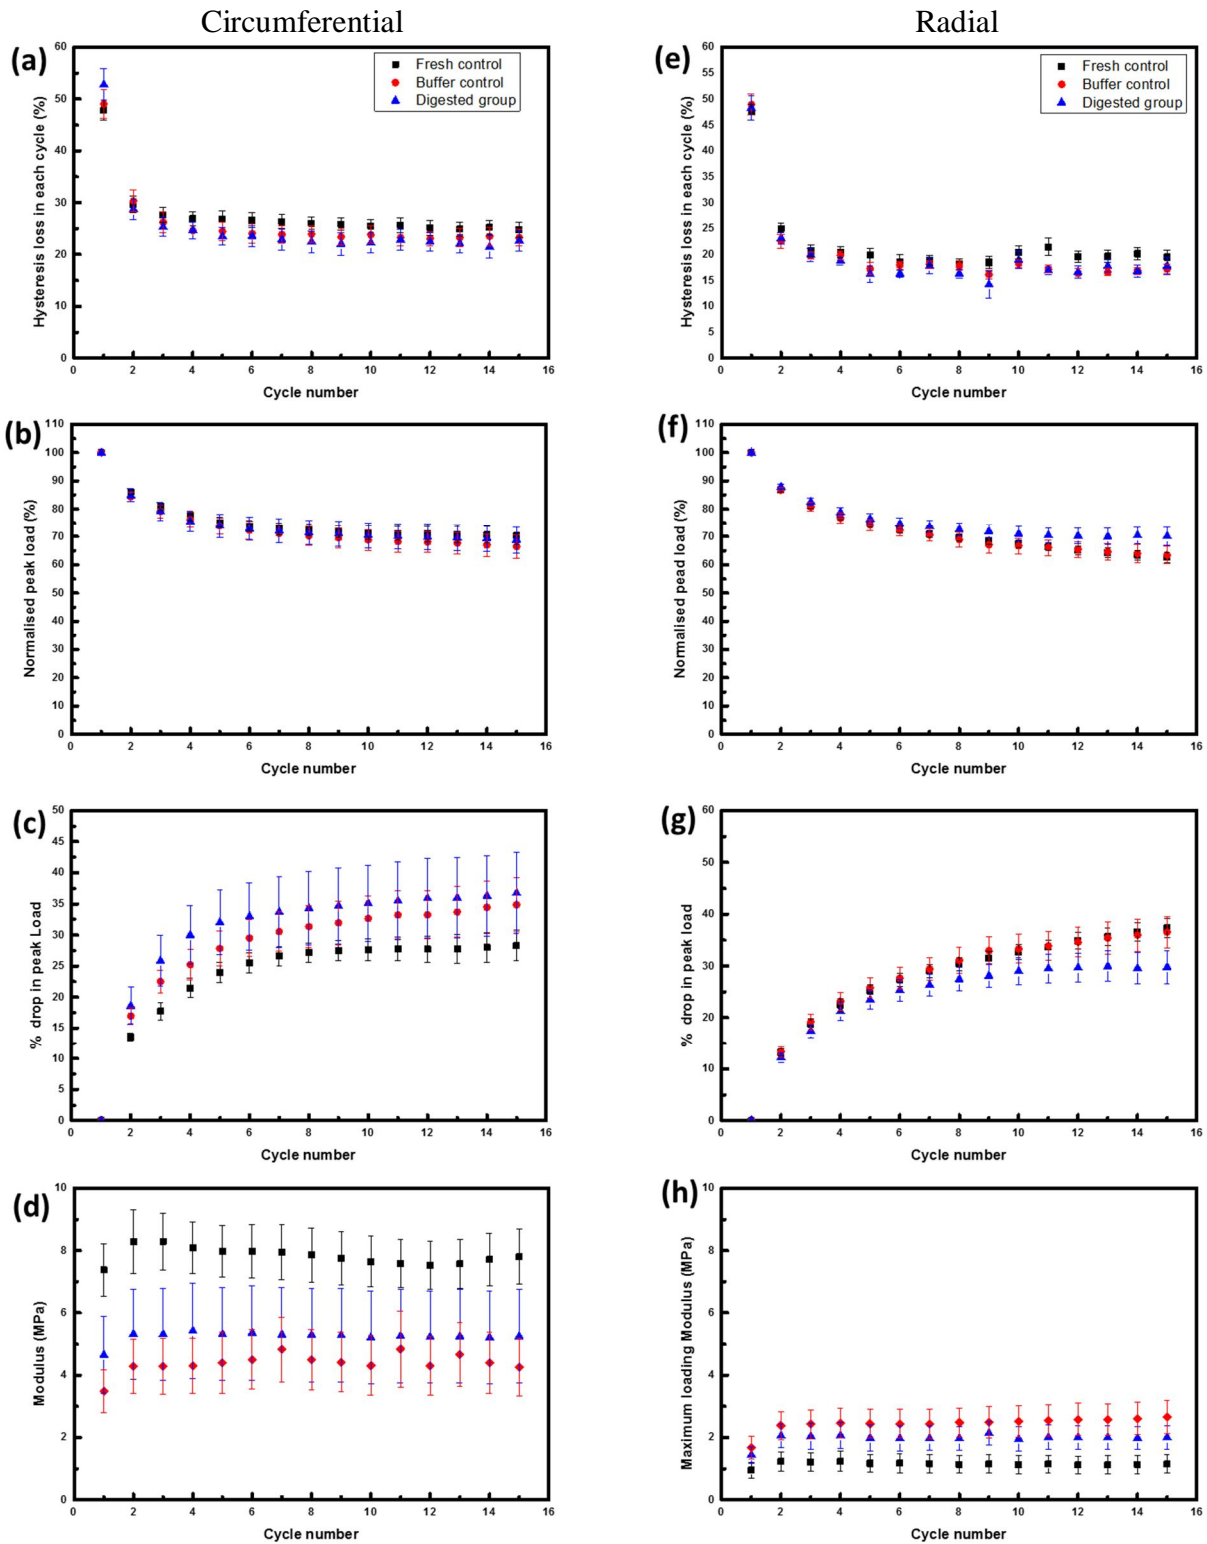 Circumferential
Radial
(a)
60
50
40
30
20
10
0
Hysteresis loss in each cycle (%)
Fresh control
Buffer control
Digested group
0 2 4 6 8 10 12 14 16
Cycle number
(e)
60
55
50
45
40
35
30
25
20
15
10
5
0
Hysteresis loss in each cycle (%)
Fresh control
Buffer control
Digested group
0 2 4 6 8 10 12 14 16
Cycle number
(b)
110
100
90
80
70
60
50
40
30
20
10
0
Normalised peak load (%)
0 2 4 6 8 10 12 14 16
Cycle number
(f)
110
100
90
80
70
60
50
40
30
20
10
0
Normalised pead load (%)
0 2 4 6 8 10 12 14 16
Cycle number
(c)
50
45
40
35
30
25
20
15
10
5
0
% drop in peak Load
0 2 4 6 8 10 12 14 16
Cycle number
(g)
60
50
40
30
20
10
0
% drop in peak load
0 2 4 6 8 10 12 14 16
Cycle number
(d)
10
8
6
4
2
0
Modulus (MPa)
0 2 4 6 8 10 12 14 16
Cycle number
(h)
10
8
6
4
2
0
Maximum loading Modulus (MPa)
0 2 4 6 8 10 12 14 16
Cycle number